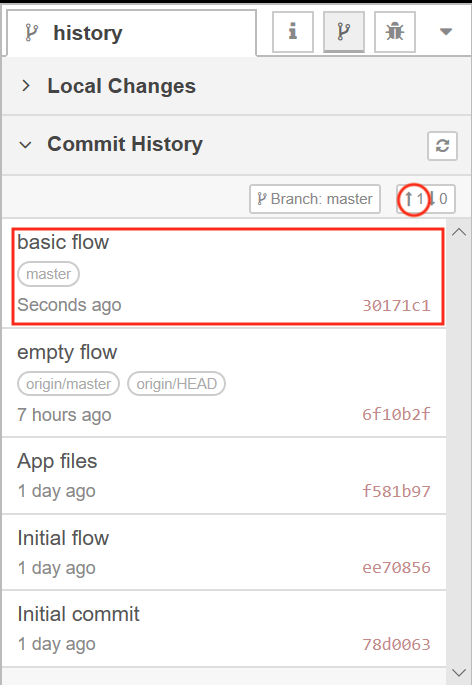 history
Local Changes
Commit History
Branch: master 1 0
basic flow
master
Seconds ago 30171c1
empty flow
origin/master origin/HEAD
7 hours ago 6f10b2f
App files
1 day ago f581b97
Initial flow
1 day ago ee70856
Initial commit
1 day ago 78d0063